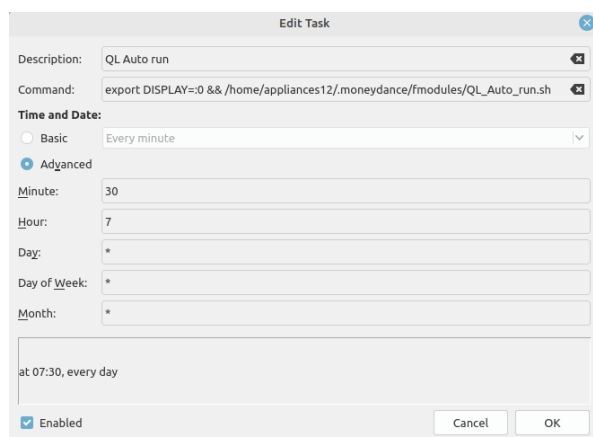 Edit Task
Description: QL Auto run
Command: export DISPLAY=:0 && /home/appliances12/.moneydance/fmodules/QL_Auto_run.sh
Time and Date:
Basic Every minute
Advanced
Minute: 30
Hour: 7
Day: *
Day of Week: *
Month: *
at 07:30, every day
Enabled Cancel OK